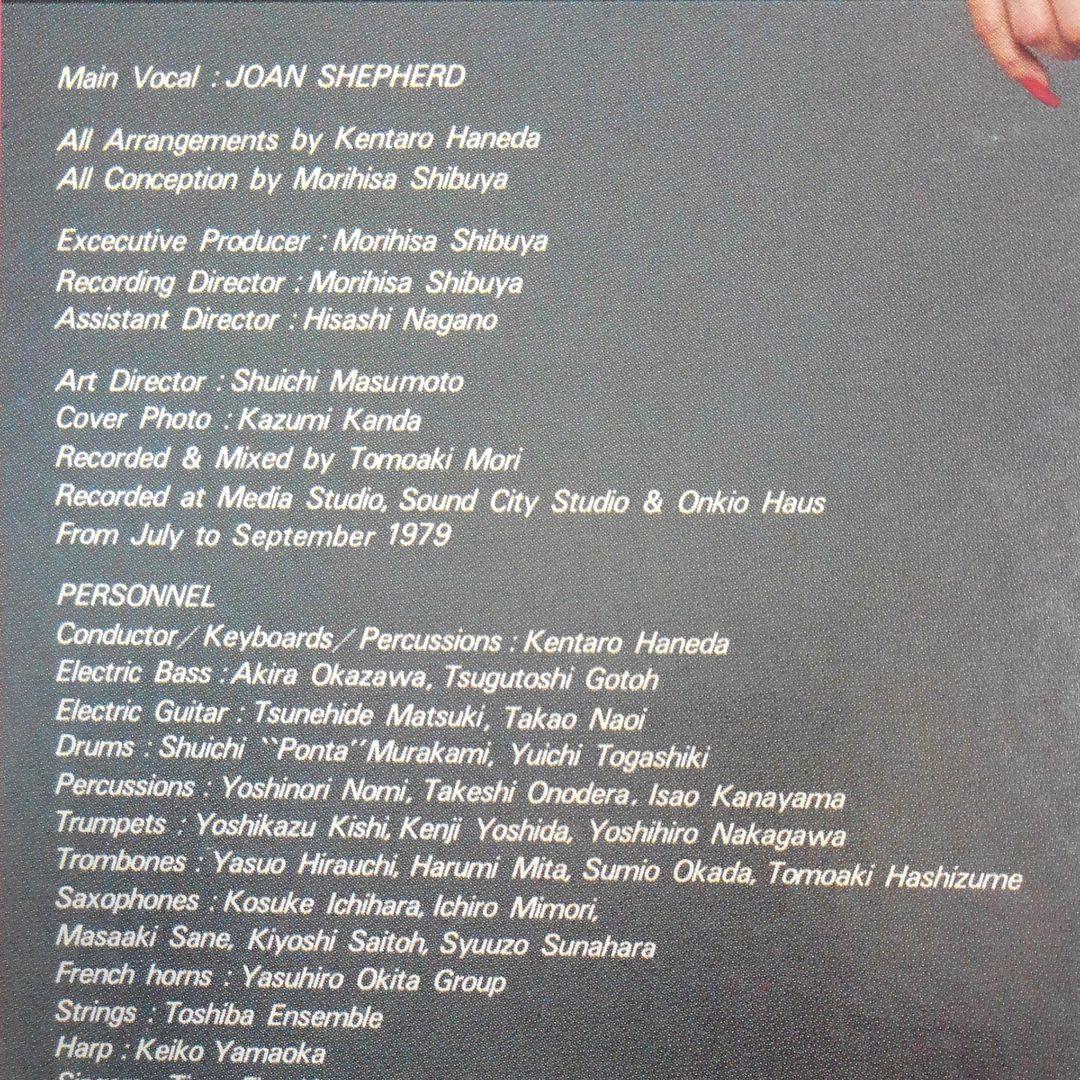 Main Vocal : JOAN SHEPHERD
All Arrangements by Kentaro Haneda
All Conception by Morihisa Shibuya
Excecutive Producer : Morihisa Shibuya
Recording Director : Morihisa Shibuya
Assistant Director : Hisashi Nagano
Art Director : Shuichi Masumoto
Cover Photo : Kazumi Kanda
Recorded & Mixed by Tomoaki Mori
Recorded at Media Studio, Sound City Studio & Onkio Haus
From July to September 1979
PERSONNEL
Conductor/Keyboards/Percussions : Kentaro Haneda
Electric Bass : Akira Okazawa, Tsugutoshi Gotoh
Electric Guitar : Tsunehide Matsuki, Takao Naoi
Drums : Shuichi "Ponta" Murakami, Yuichi Togashiki
Percussions : Yoshinori Nomi, Takeshi Onodera, Isao Kanayama
Trumpets : Yoshikazu Kishi, Kenji Yoshida, Yoshihiro Nakagawa
Trombones : Yasuo Hirauchi, Harumi Mita, Sumio Okada, Tomoaki Hashizume
Saxophones : Kosuke Ichihara, Ichiro Mimori,
Masaaki Sane, Kiyoshi Saitoh, Syuuzo Sunahara
French horns : Yasuhiro Okita Group
Strings : Toshiba Ensemble
Harp : Keiko Yamaoka